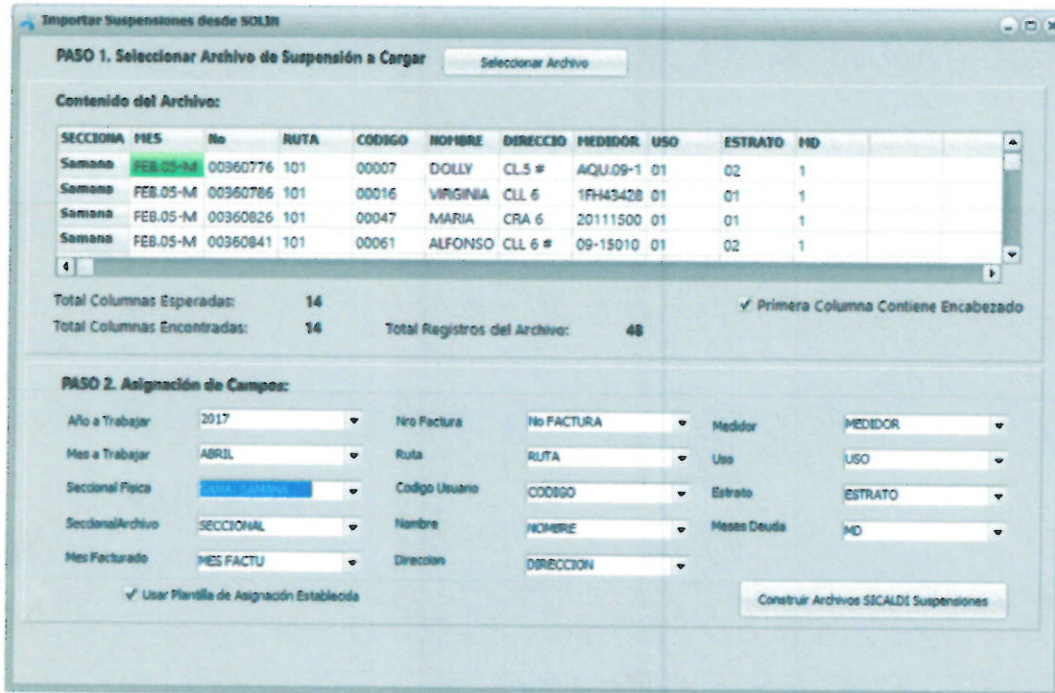 Importar Suspensiones desde SOLIN
PASO 1. Seleccionar Archivo de Suspensión a Cargar Seleccionar Archivo
Contenido del Archivo:
SECCIONA MES No RUTA CODIGO NOMBRE DIRECCIO MEDIDOR USO ESTRATO MD
Samana FEB.05-M 00360776 101 00007 DOLLY CL.5 # AQU.09-1 01 02 1
Samana FEB.05-M 00360786 101 00016 VIRGINIA CLL 6 1FH43428 01 01 1
Samana FEB.05-M 00360826 101 00047 MARIA CRA 6 20111500 01 01 1
Samana FEB.05-M 00360841 101 00061 ALFONSO CLL 6 # 09-15010 01 02 1
Total Columnas Esperadas: 14 Primera Columna Contiene Encabezado
Total Columnas Encontradas: 14 Total Registros del Archivo: 48
PASO 2. Asignación de Campos:
Año a Trabajar 2017 Nro Factura No FACTURA Medidor MEDIDOR
Mes a Trabajar ABRIL Ruta RUTA Uso USO
Seccional Fisica Codigo Usuario CODIGO Estrato ESTRATO
SeccionalArchivo SECCIONAL Nombre NOMBRE Meses Deuda MD
Mes Facturado MES FACTU Direccion DIRECCION
Usar Plantilla de Asignación Establecida Construir Archivos SICALDI Suspensiones